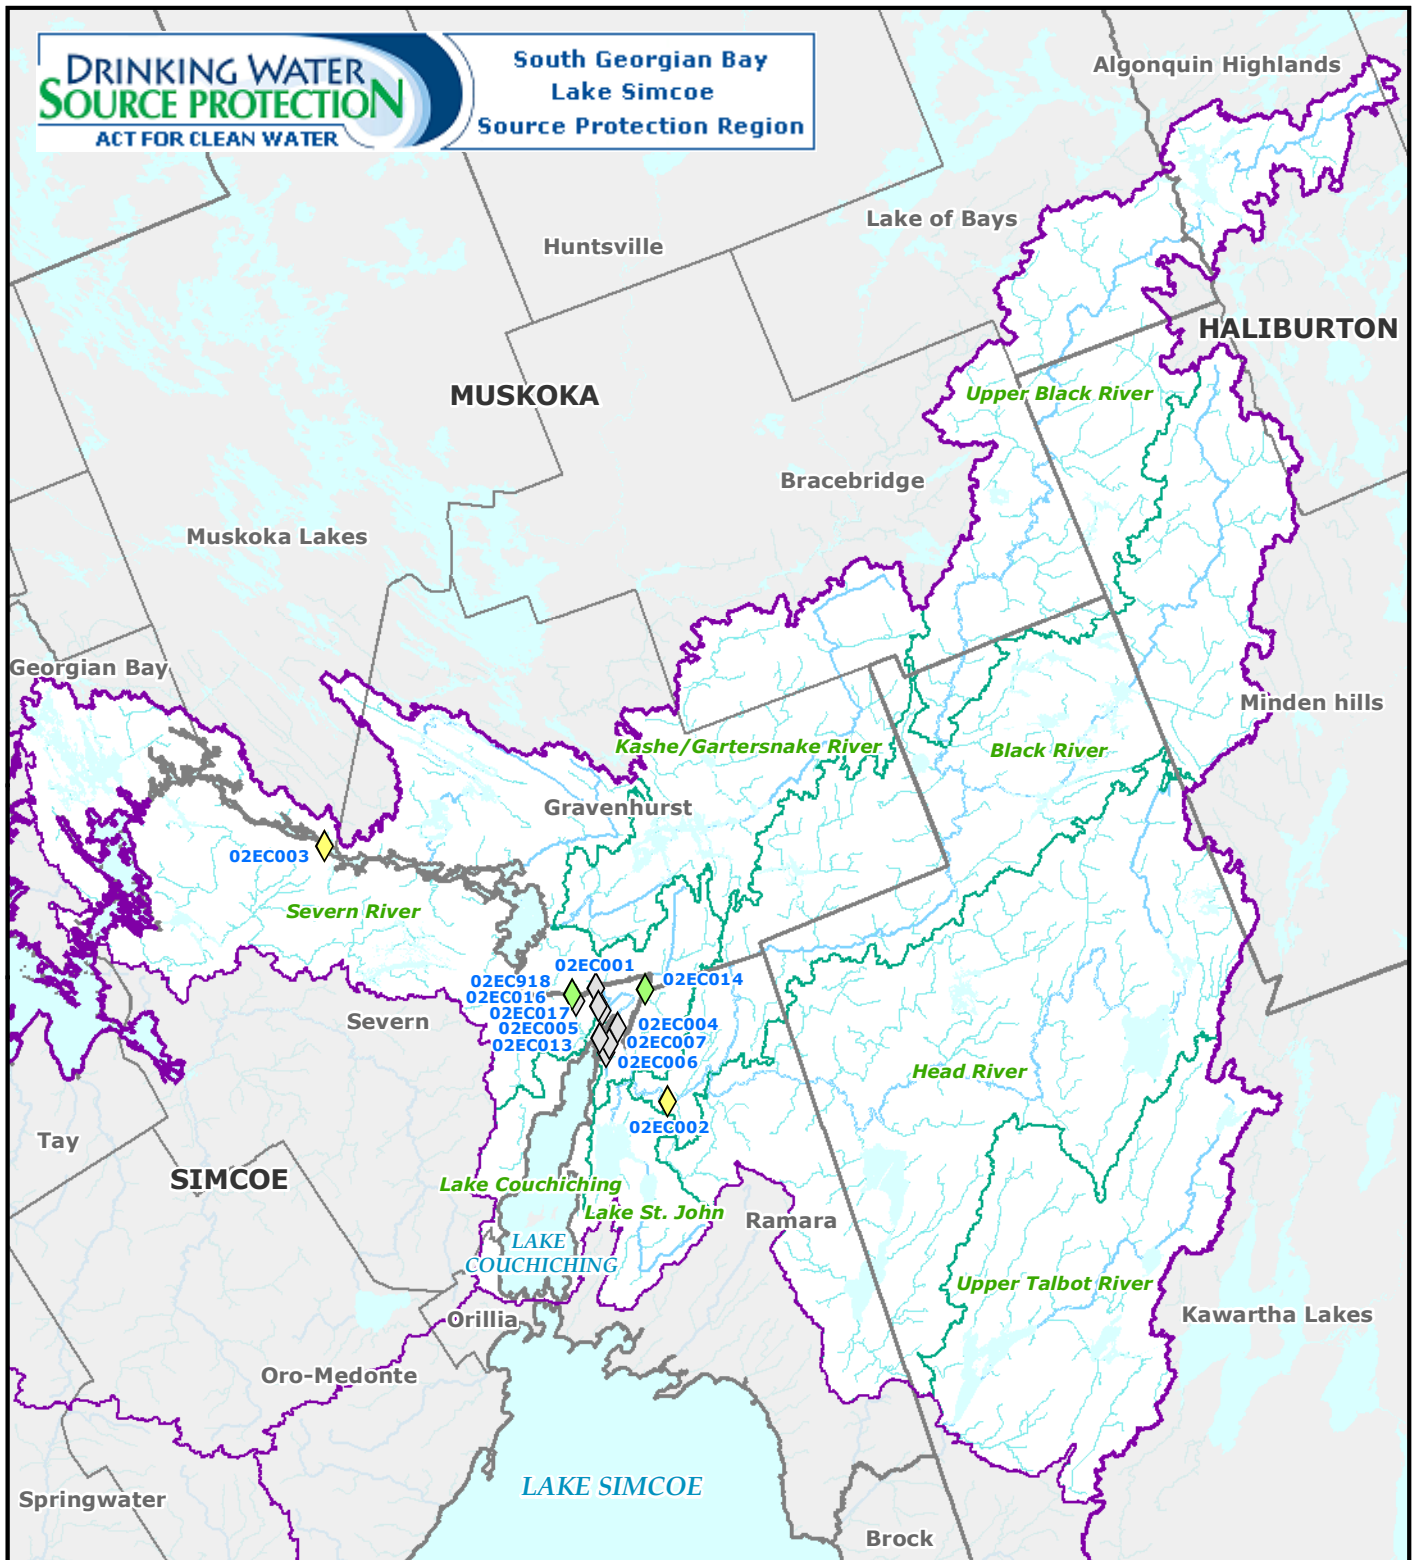 DRINKING WATER
SOURCE PROTECTION
ACT FOR CLEAN WATER
South Georgian Bay
Lake Simcoe
Source Protection Region
Algonquin Highlands
Lake of Bays
Huntsville
HALIBURTON
MUSKOKA
Upper Black River
Bracebridge
Muskoka Lakes
Georgian Bay
Minden hills
Kashe/Gartersnake River
Black River
Gravenhurst
02EC003
Severn River
02EC001
02EC918
02EC014
02EC016
02EC017
Severn
02EC005
02EC004
02EC013
02EC007
02EC006
Head River
02EC002
Tay
SIMCOE
Lake Couchiching
Lake St. John
Ramara
LAKE
COUCHICHING
Upper Talbot River
Kawartha Lakes
Orillia
Oro-Medonte
LAKE SIMCOE
Springwater
Brock